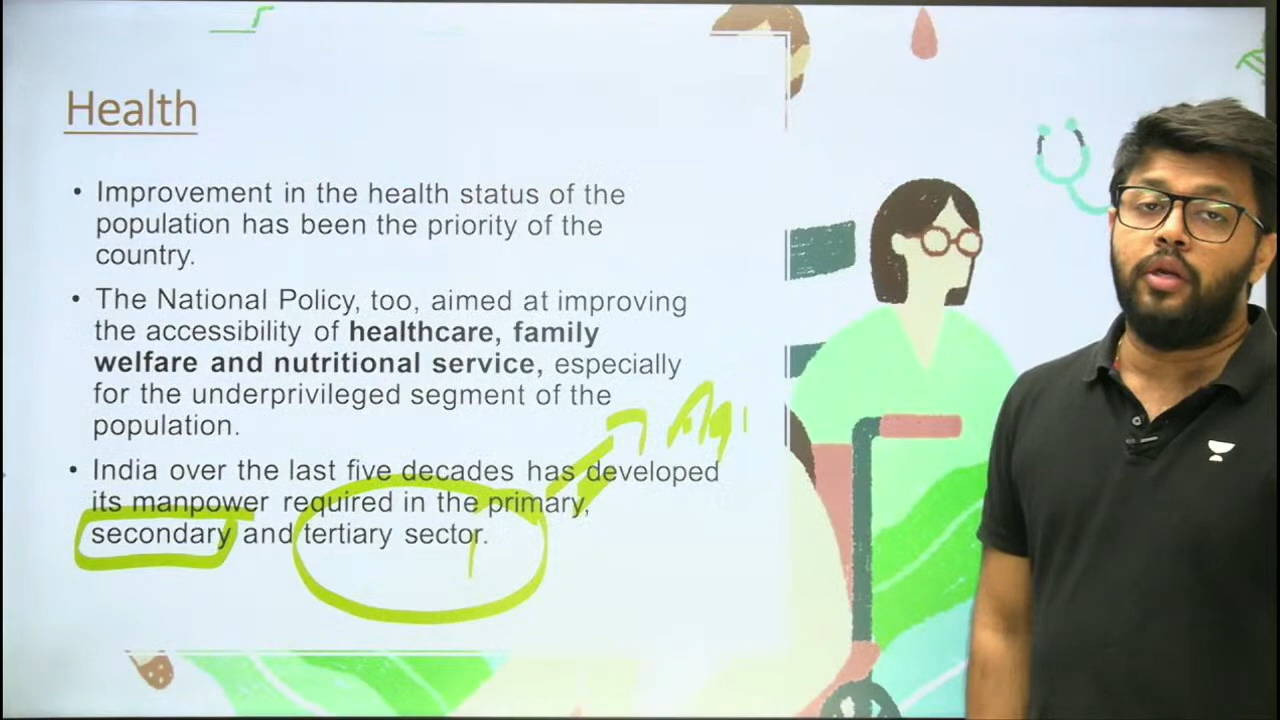 Health
• Improvement in the health status of the
population has been the priority of the
country.
• The National Policy, too, aimed at improving
the accessibility of healthcare, family
welfare and nutritional service, especially
for the underprivileged segment of the
population.
• India over the last five decades has developed
its manpower required in the primary,
secondary and tertiary sector.